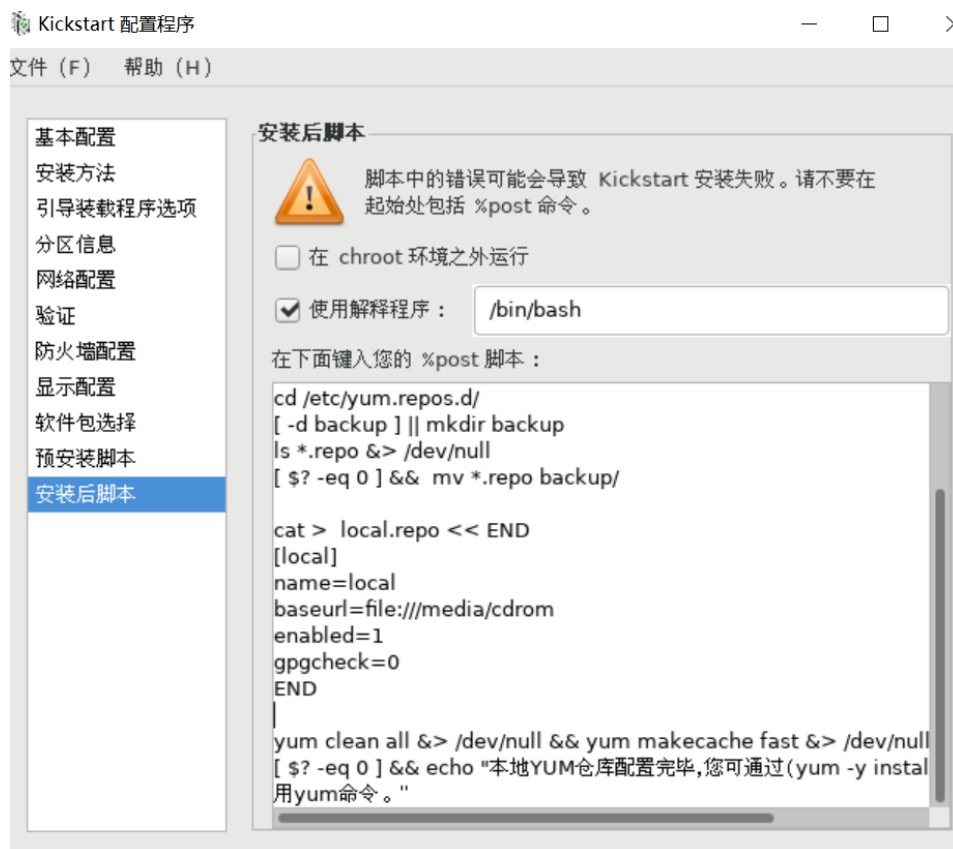 Kickstart 配置程序
文件（F） 帮助（H）
基本配置
安装方法
引导装载程序选项
分区信息
网络配置
验证
防火墙配置
显示配置
软件包选择
预安装脚本
安装后脚本
安装后脚本
脚本中的错误可能会导致 Kickstart 安装失败。请不要在
起始处包括 %post 命令。
在 chroot 环境之外运行
使用解释程序： /bin/bash
在下面键入您的 %post 脚本：
cd /etc/yum.repos.d/
[ -d backup ] || mkdir backup
ls *.repo &> /dev/null
[ $? -eq 0 ] &&  mv *.repo backup/
cat >  local.repo << END
[local]
name=local
baseurl=file:///media/cdrom
enabled=1
gpgcheck=0
END
yum clean all &> /dev/null && yum makecache fast &> /dev/null
[ $? -eq 0 ] && echo "本地YUM仓库配置完毕,您可通过(yum -y instal
用yum命令。"